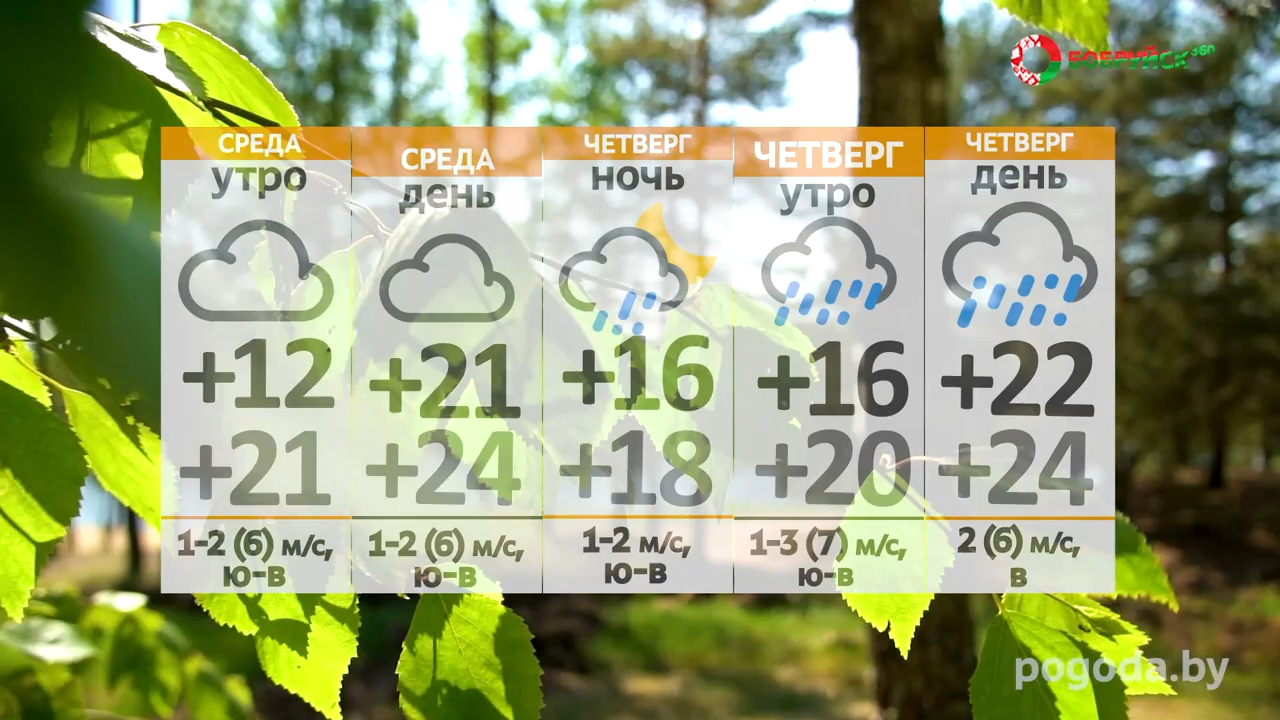 БОБРУЙСК 360
СРЕДА
утро
+12
+21
1-2 (6) м/с,
ю-в
СРЕДА
день
+21
+24
1-2 (6) м/с,
ю-в
ЧЕТВЕРГ
ночь
+16
+18
1-2 м/с,
ю-в
ЧЕТВЕРГ
утро
+16
+20
1-3 (7) м/с,
ю-в
ЧЕТВЕРГ
день
+22
+24
2 (6) м/с,
в
pogoda.by